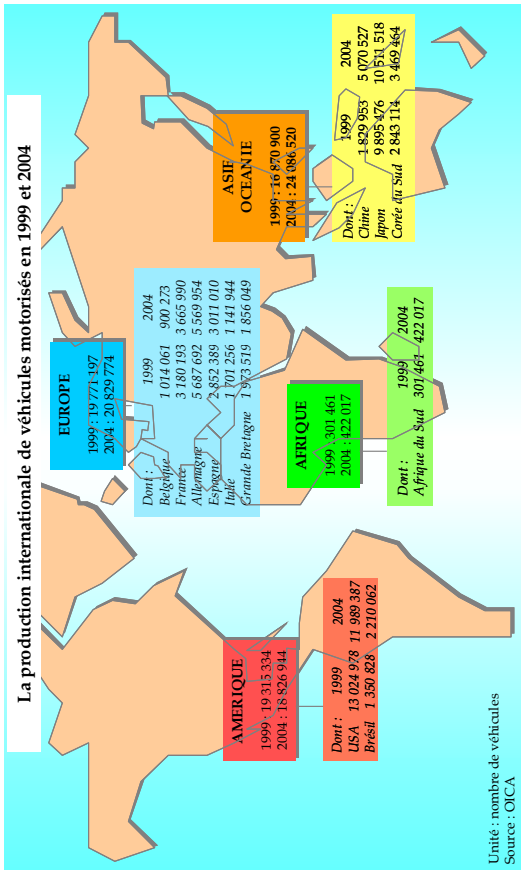 La production internationale de véhicules motorisés en 1999 et 2004
EUROPE
1999 : 19 771 197
2004 : 20 829 774
Dont : 1999 2004
Belgique 1 014 061 900 273
France 3 180 193 3 665 990
Allemagne 5 687 692 5 569 954
Espagne 2 852 389 3 011 010
Italie 1 701 256 1 141 944
Grande Bretagne 1 973 519 1 856 049
ASIE
OCEANIE
1999 : 16 870 900
2004 : 24 086 520
Dont : 1999 2004
Chine 1 829 953 5 070 527
Japon 9 895 476 10 511 518
Corée du Sud 2 843 114 3 469 464
AFRIQUE
1999 : 301 461
2004 : 422 017
Dont : 1999 2004
Afrique du Sud 301 461 422 017
AMERIQUE
1999 : 19 315 334
2004 : 18 826 944
Dont : 1999 2004
USA 13 024 978 11 989 387
Brésil 1 350 828 2 210 062
Unité : nombre de véhicules
Source : OICA